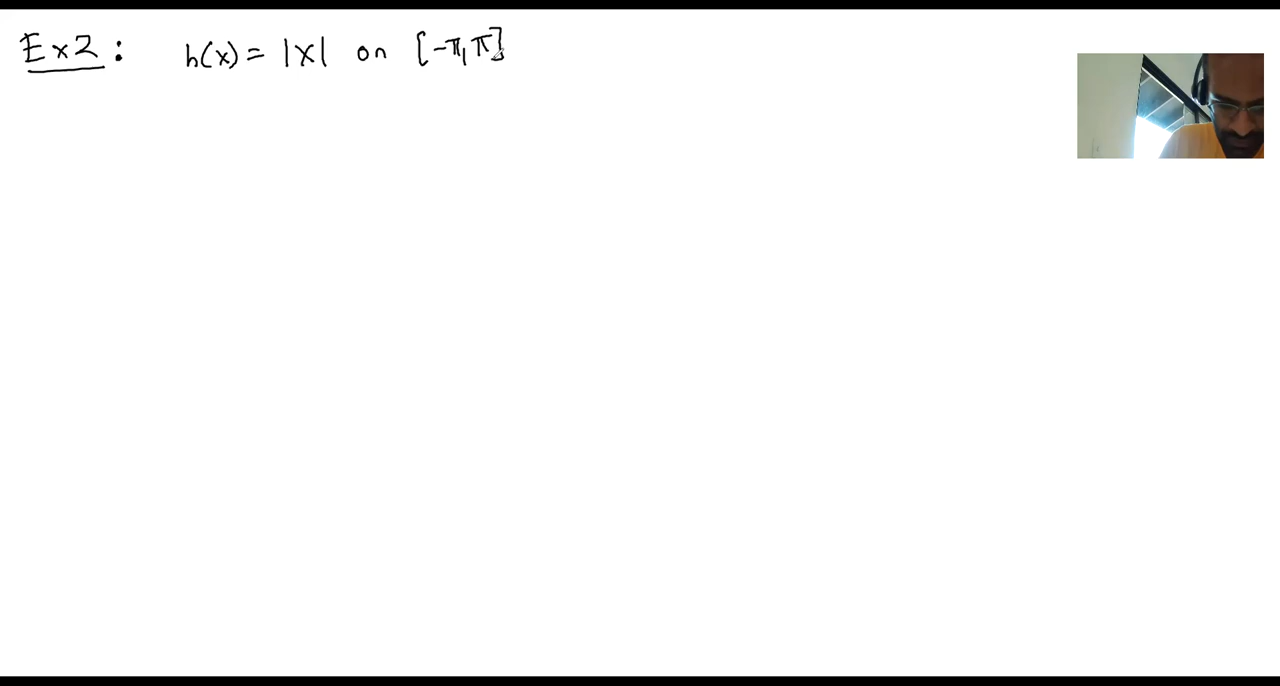 Ex2: h(x) = |x| on [-π, π]